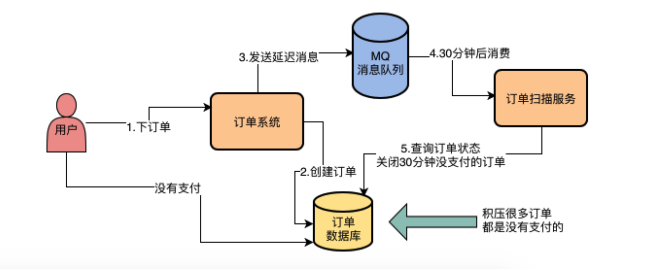 3.发送延迟消息
MQ
消息队列
4.30分钟后消费
订单扫描服务
用户
1.下订单
订单系统
5.查询订单状态
关闭30分钟没支付的订单
2.创建订单
没有支付
订单
数据库
积压很多订单
都是没有支付的